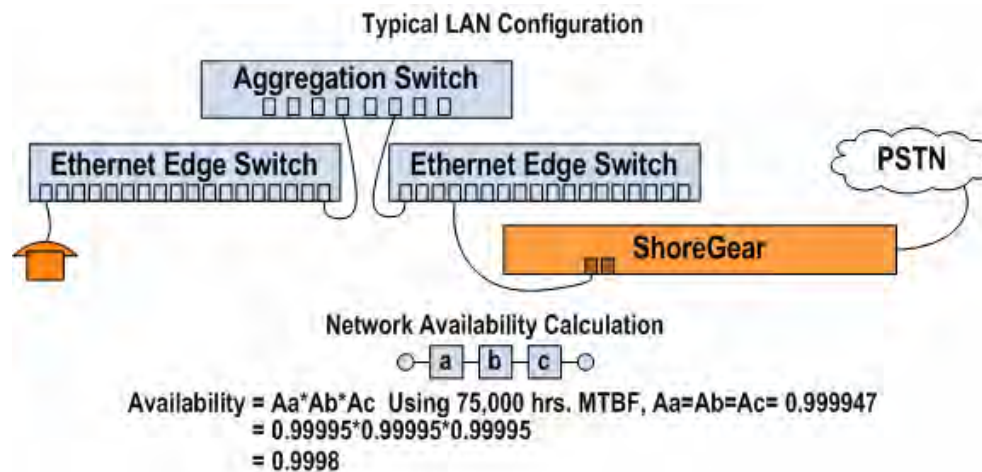 Typical LAN Configuration
Aggregation Switch
Ethernet Edge Switch
Ethernet Edge Switch
PSTN
ShoreGear
Network Availability Calculation
a b c
Availability = Aa*Ab*Ac Using 75,000 hrs. MTBF, Aa=Ab=Ac= 0.999947
= 0.99995*0.99995*0.99995
= 0.9998